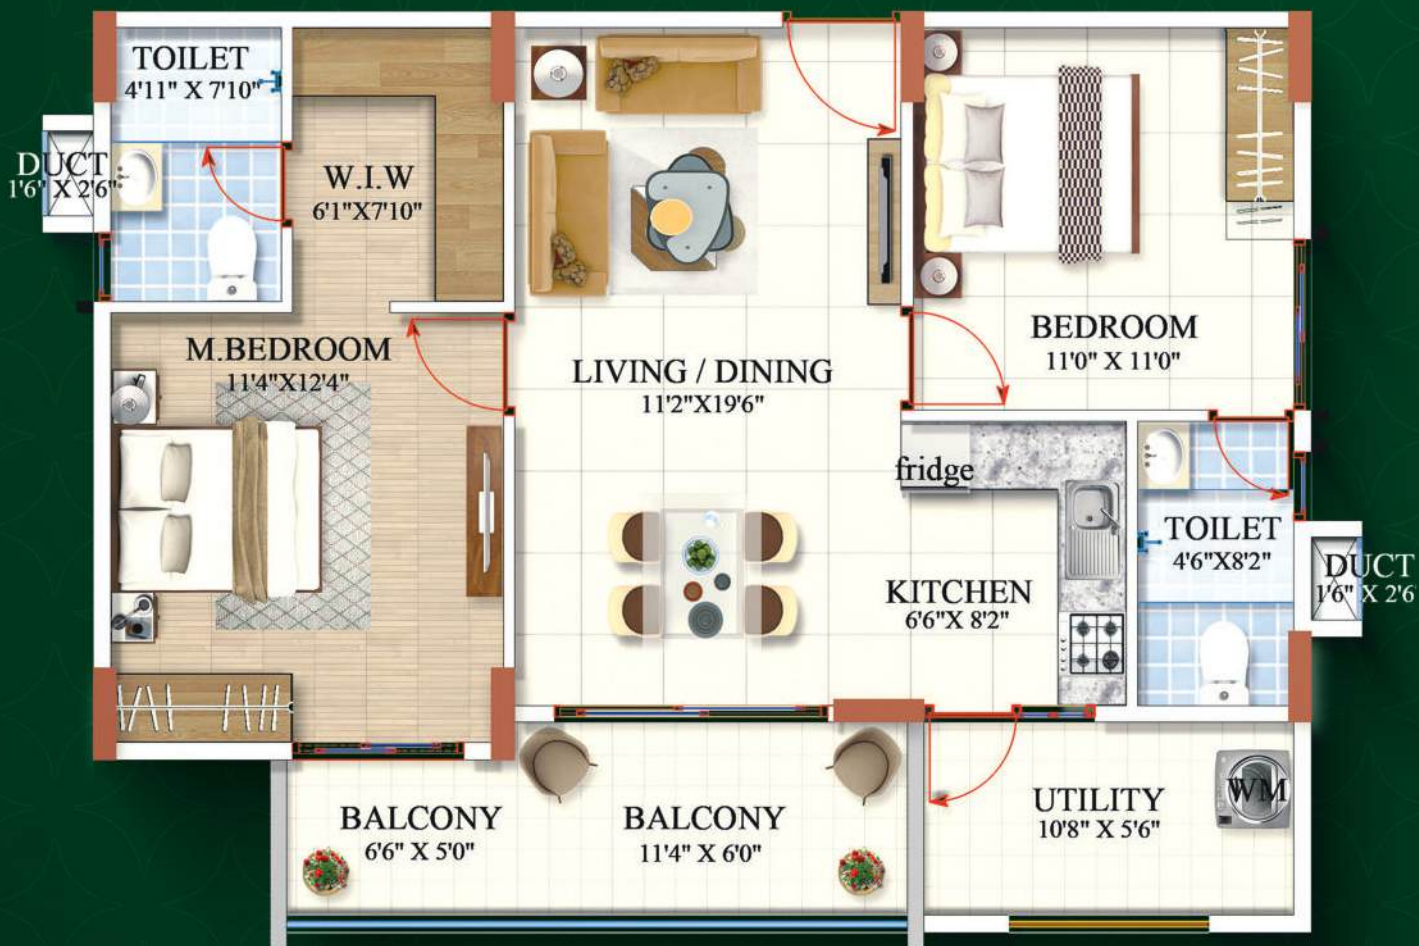 TOILET
4'11" X 7'10"
DUCT
1'6" X 2'6"
W.I.W
6'1"X7'10"
M.BEDROOM
11'4"X12'4"
LIVING / DINING
11'2"X19'6"
BEDROOM
11'0" X 11'0"
fridge
KITCHEN
6'6"X 8'2"
TOILET
4'6"X8'2"
DUCT
1'6" X 2'6
BALCONY
6'6" X 5'0"
BALCONY
11'4" X 6'0"
UTILITY
10'8" X 5'6"
WM